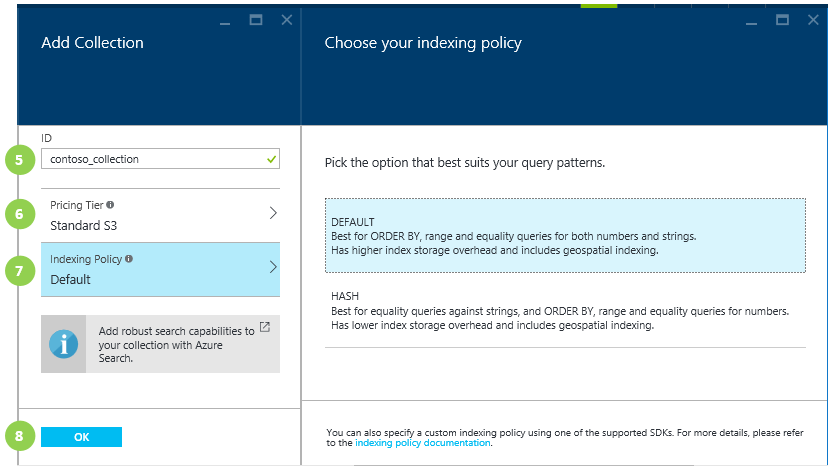 Add Collection
ID
5
contoso_collection
6
Pricing Tier
Standard S3
7
Indexing Policy
Default
Add robust search capabilities to
your collection with Azure
Search.
8
OK
Choose your indexing policy
Pick the option that best suits your query patterns.
DEFAULT
Best for ORDER BY, range and equality queries for both numbers and strings.
Has higher index storage overhead and includes geospatial indexing.
HASH
Best for equality queries against strings, and ORDER BY, range and equality queries for numbers.
Has lower index storage overhead and includes geospatial indexing.
You can also specify a custom indexing policy using one of the supported SDKs. For more details, please refer
to the indexing policy documentation.